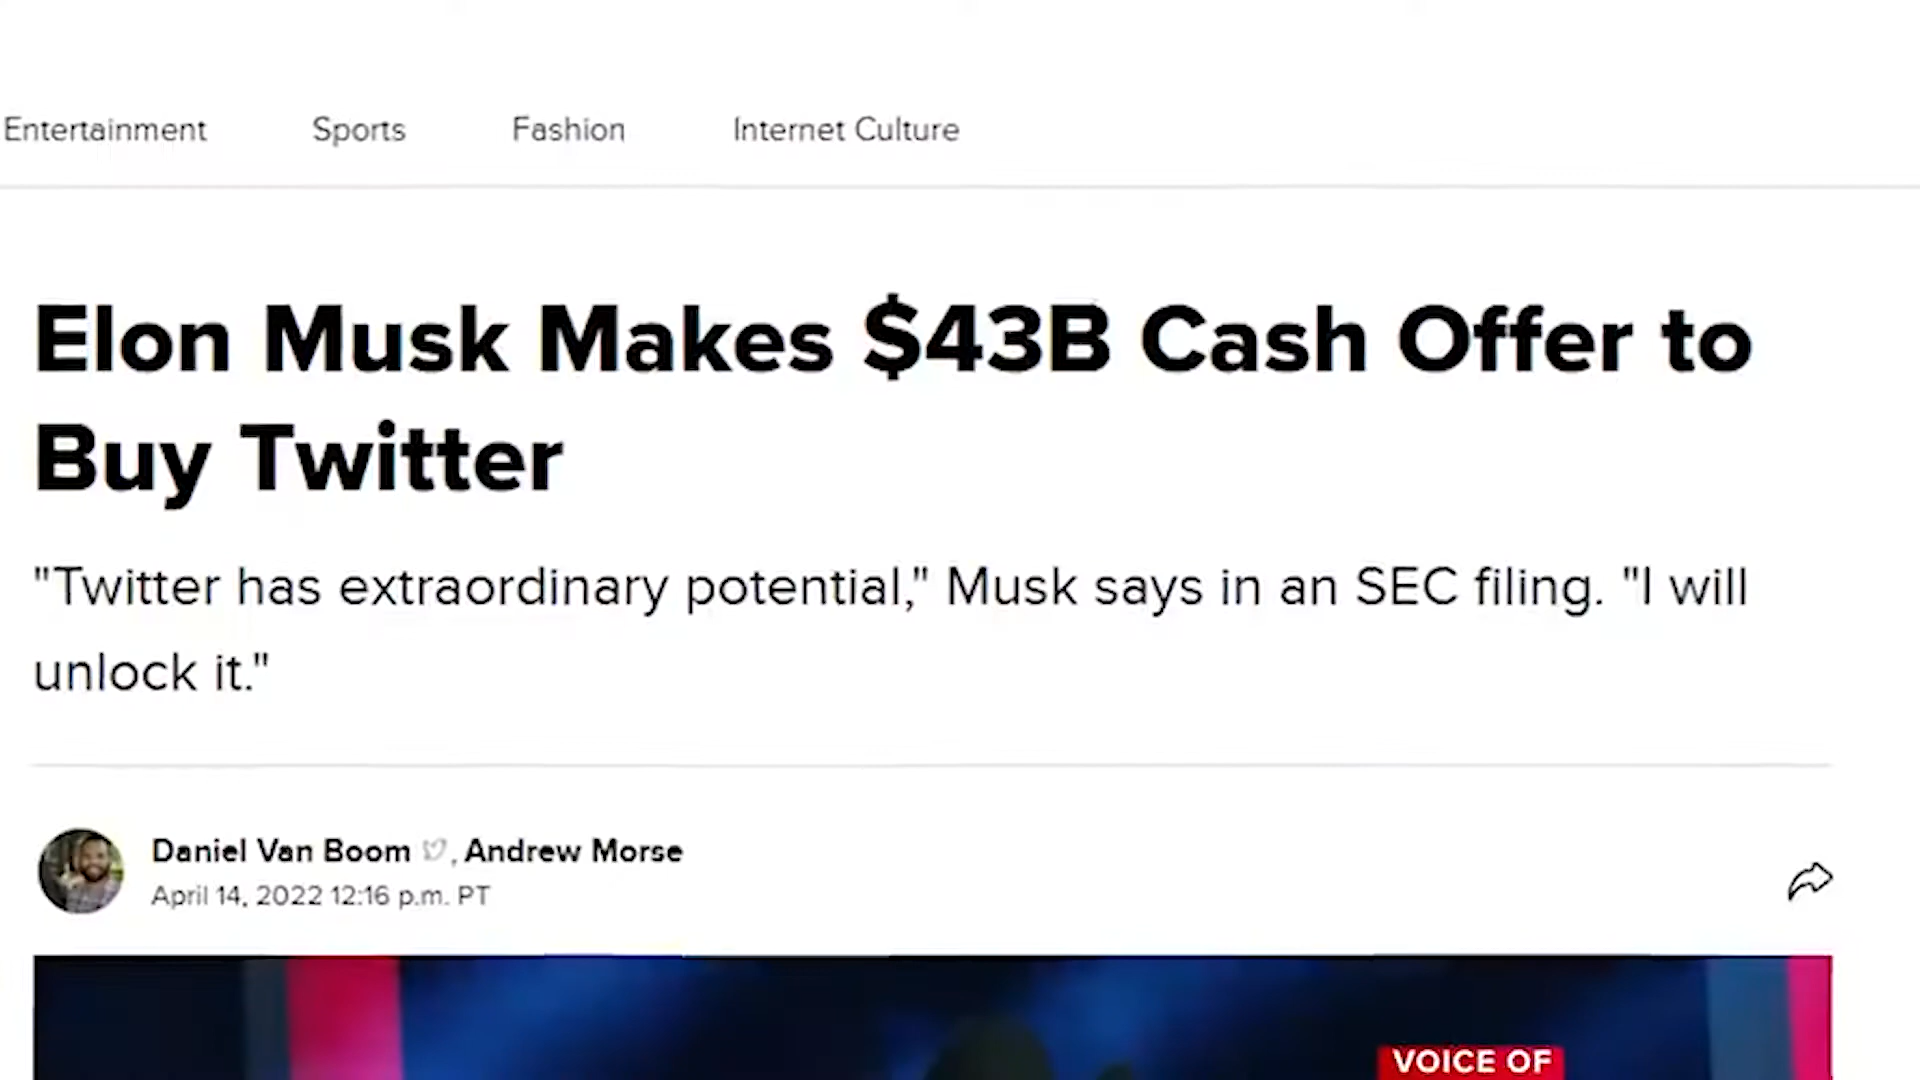 Entertainment Sports Fashion Internet Culture
Elon Musk Makes $43B Cash Offer to
Buy Twitter
"Twitter has extraordinary potential," Musk says in an SEC filing. "I will
unlock it."
Daniel Van Boom , Andrew Morse
April 14, 2022 12:16 p.m. PT
VOICE OF